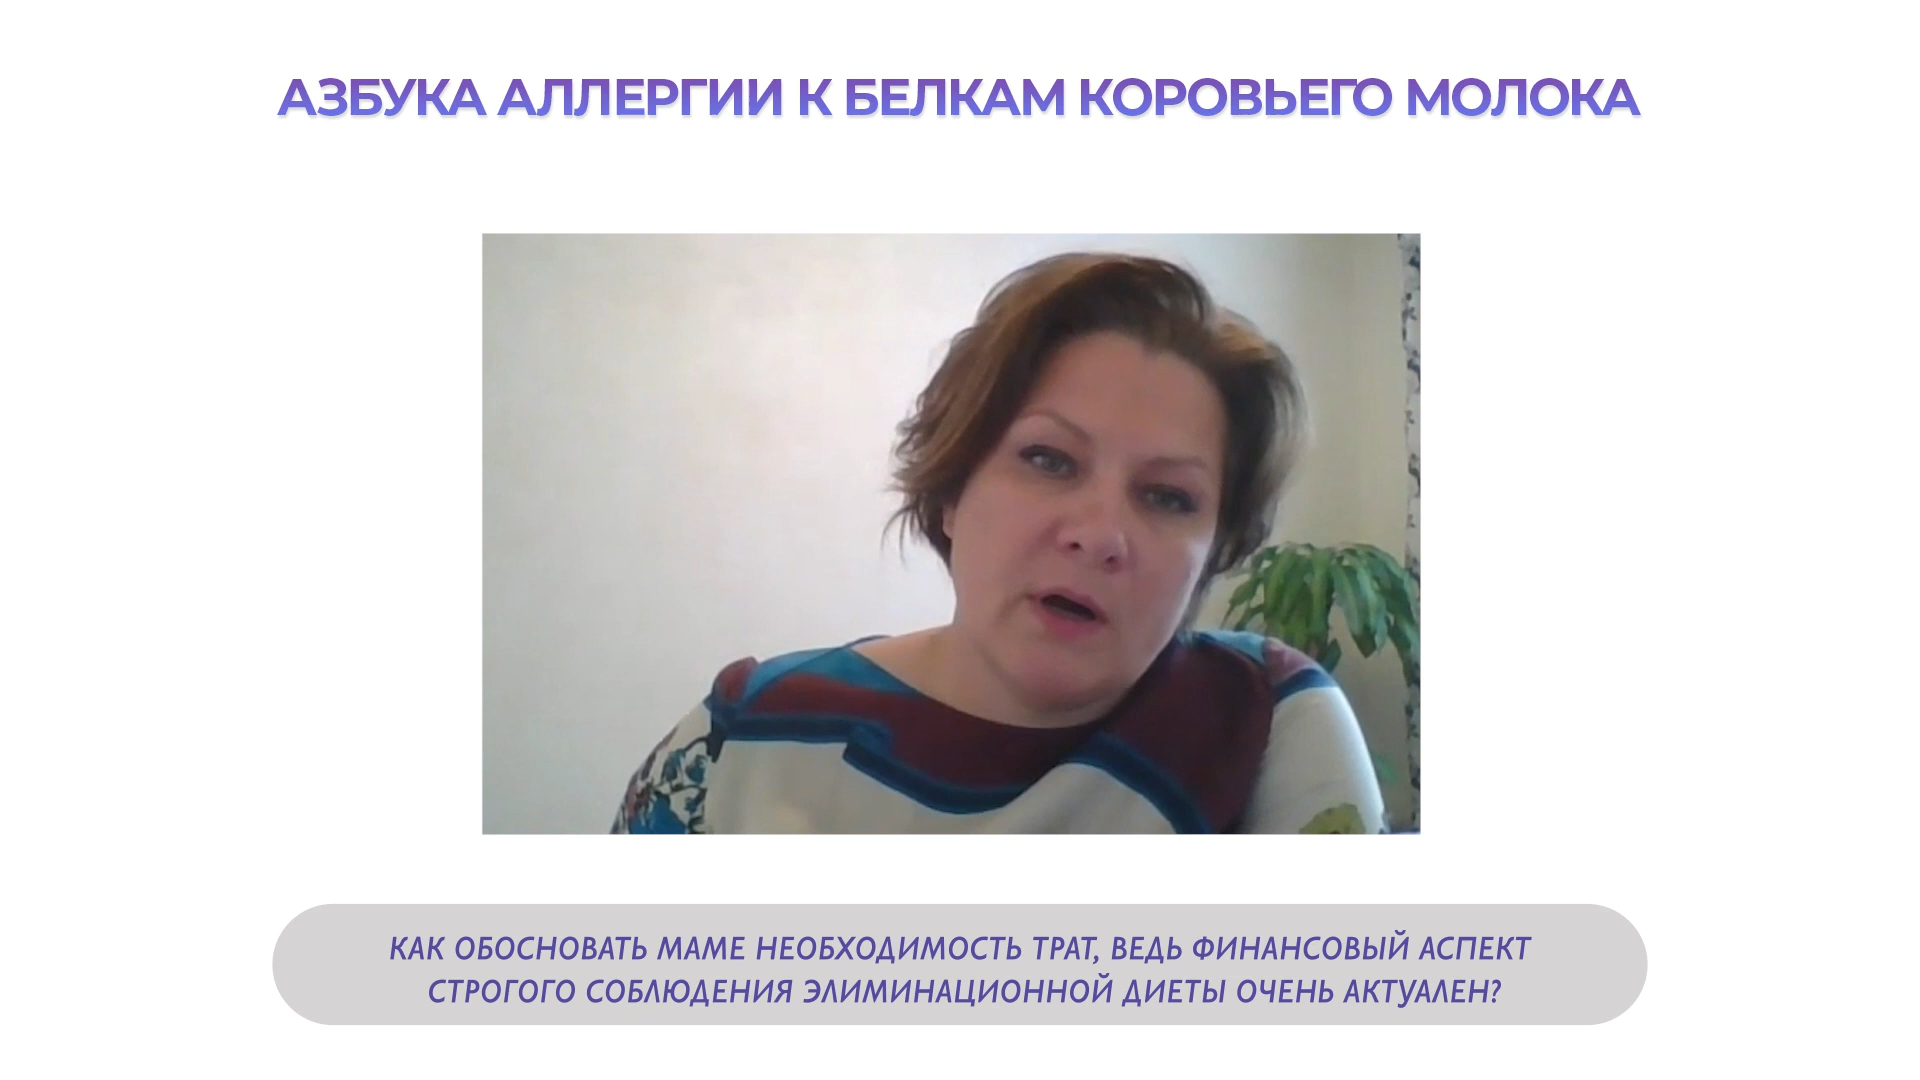 АЗБУКА АЛЛЕРГИИ К БЕЛКАМ КОРОВЬЕГО МОЛОКА
КАК ОБОСНОВАТЬ МАМЕ НЕОБХОДИМОСТЬ ТРАТ, ВЕДЬ ФИНАНСОВЫЙ АСПЕКТ
СТРОГОГО СОБЛЮДЕНИЯ ЭЛИМИНАЦИОННОЙ ДИЕТЫ ОЧЕНЬ АКТУАЛЕН?